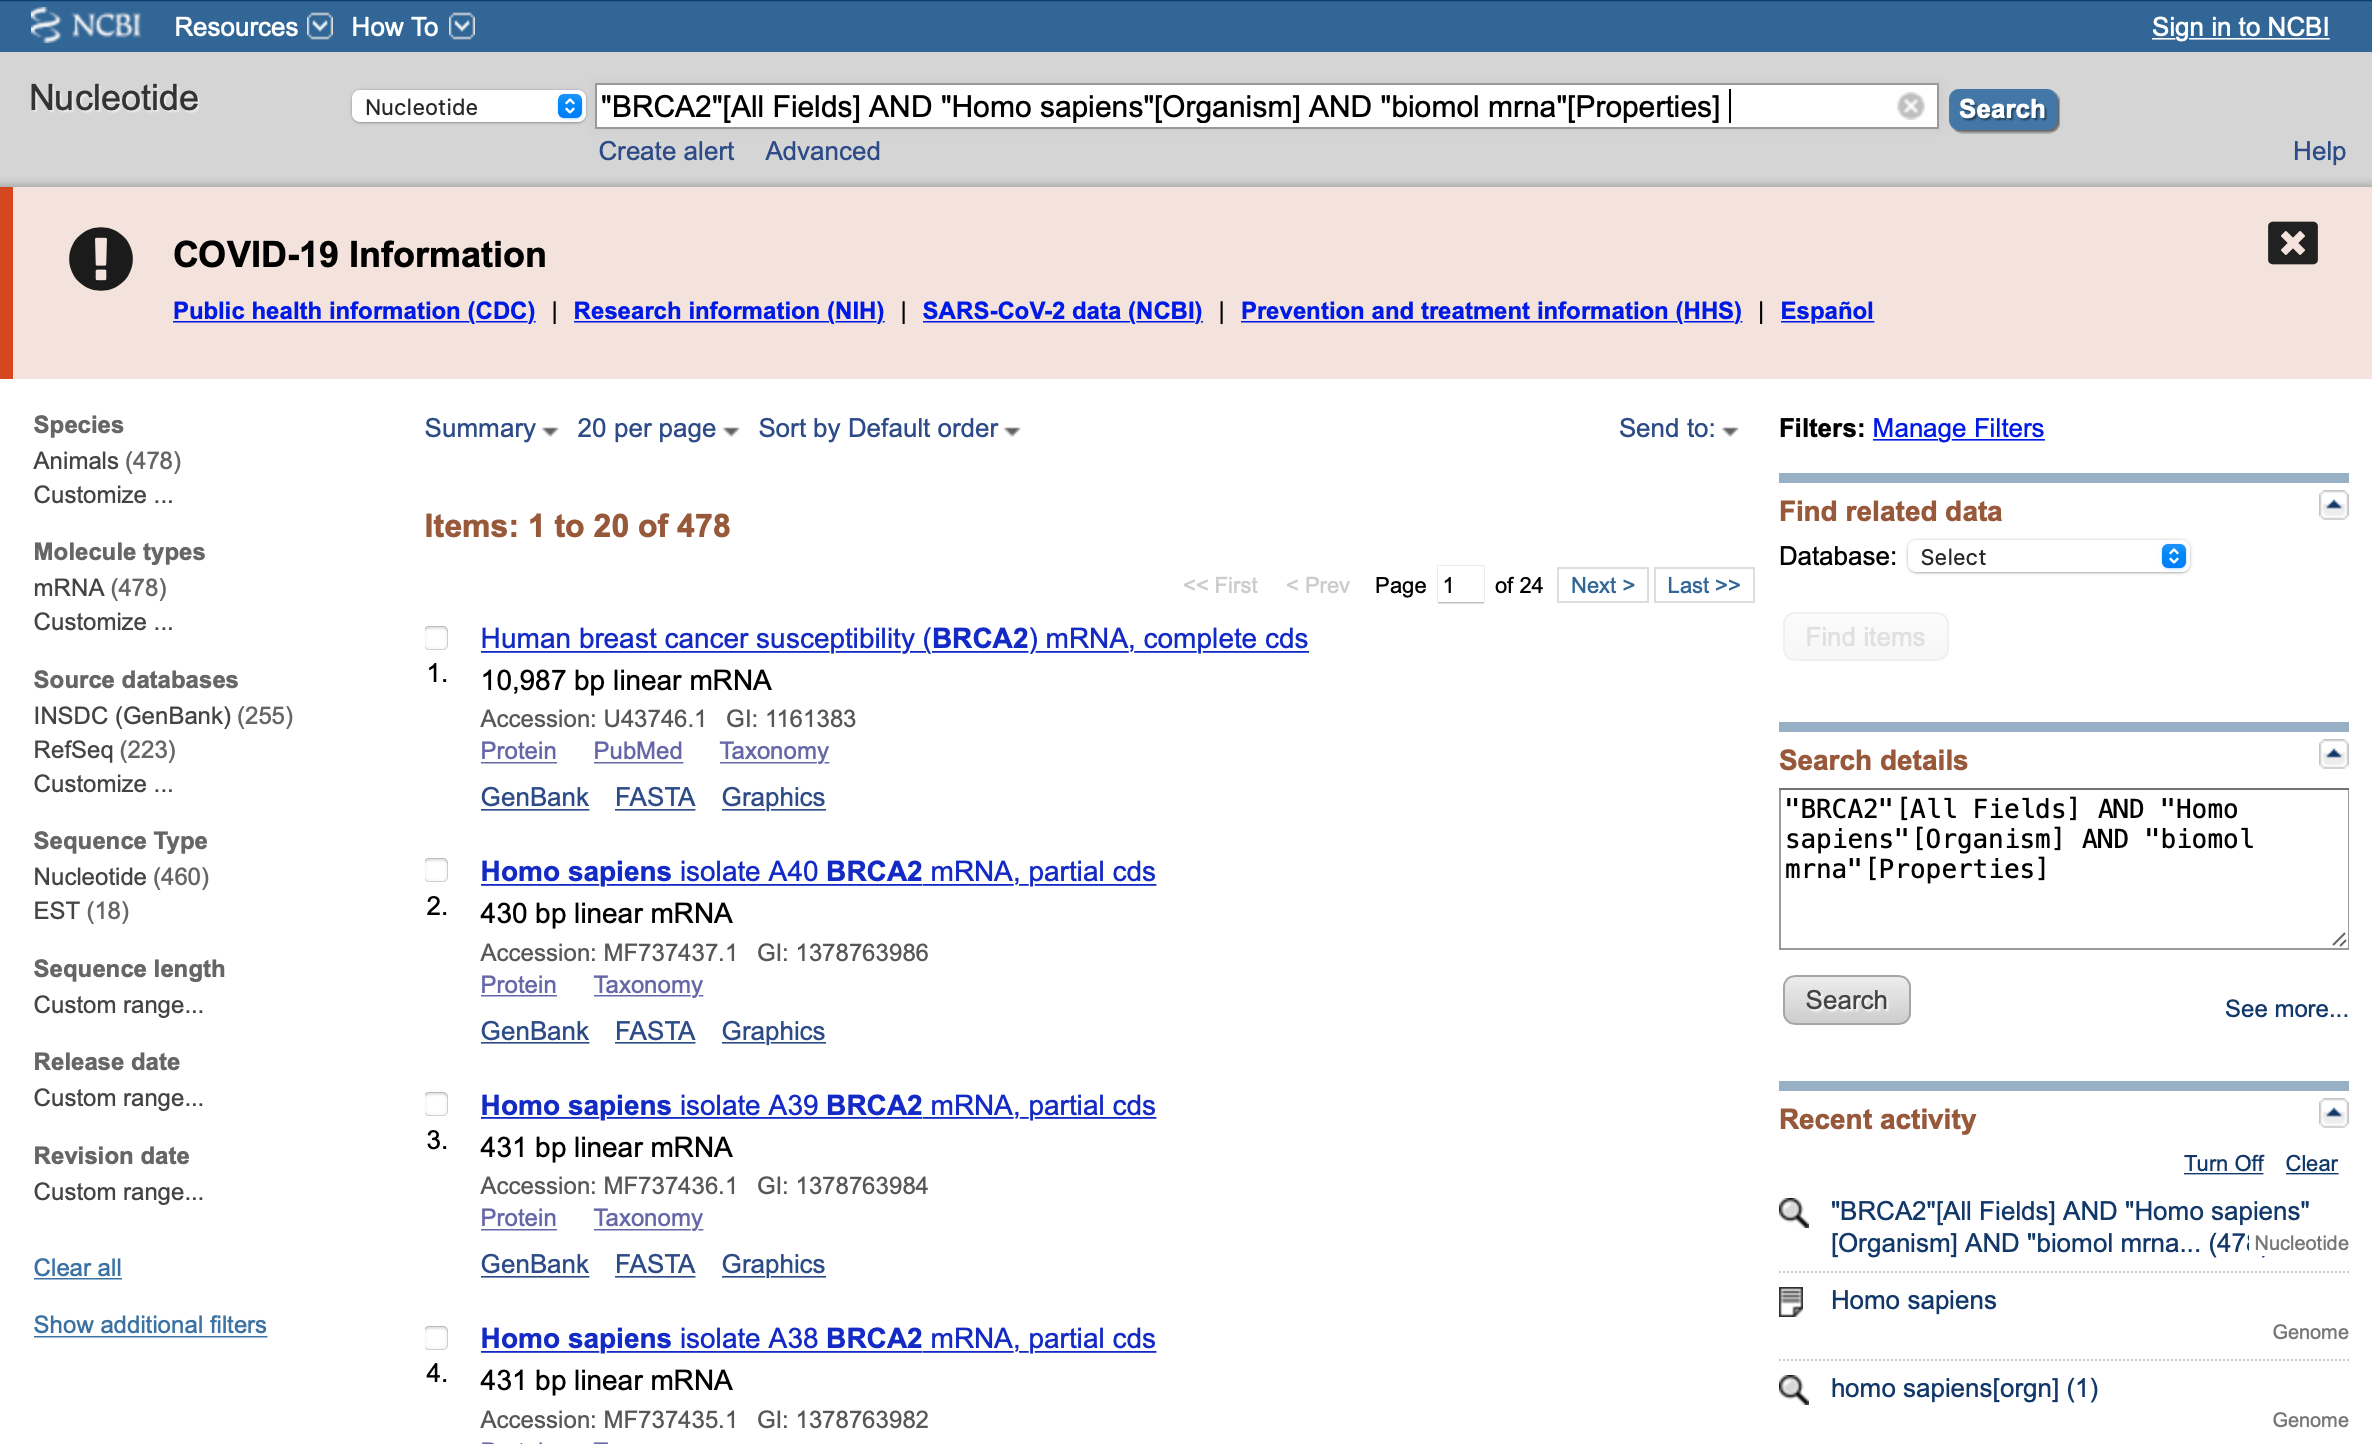 NCBI Resources How To Sign in to NCBI
Nucleotide
Nucleotide "BRCA2"[All Fields] AND "Homo sapiens"[Organism] AND "biomol mrna"[Properties] Search
Create alert Advanced Help
COVID-19 Information
Public health information (CDC) | Research information (NIH) | SARS-CoV-2 data (NCBI) | Prevention and treatment information (HHS) | Español
Species
Animals (478)
Customize ...
Molecule types
mRNA (478)
Customize ...
Source databases
INSDC (GenBank) (255)
RefSeq (223)
Customize ...
Sequence Type
Nucleotide (460)
EST (18)
Sequence length
Custom range...
Release date
Custom range...
Revision date
Custom range...
Clear all
Show additional filters
Summary 20 per page Sort by Default order Send to:
Items: 1 to 20 of 478
<< First < Prev Page 1 of 24 Next > Last >>
Human breast cancer susceptibility (BRCA2) mRNA, complete cds
1. 10,987 bp linear mRNA
Accession: U43746.1 GI: 1161383
Protein PubMed Taxonomy
GenBank FASTA Graphics
Homo sapiens isolate A40 BRCA2 mRNA, partial cds
2. 430 bp linear mRNA
Accession: MF737437.1 GI: 1378763986
Protein Taxonomy
GenBank FASTA Graphics
Homo sapiens isolate A39 BRCA2 mRNA, partial cds
3. 431 bp linear mRNA
Accession: MF737436.1 GI: 1378763984
Protein Taxonomy
GenBank FASTA Graphics
Homo sapiens isolate A38 BRCA2 mRNA, partial cds
4. 431 bp linear mRNA
Accession: MF737435.1 GI: 1378763982
Filters: Manage Filters
Find related data
Database: Select
Find items
Search details
"BRCA2"[All Fields] AND "Homo
sapiens"[Organism] AND "biomol
mrna"[Properties]
Search
See more...
Recent activity
Turn Off Clear
"BRCA2"[All Fields] AND "Homo sapiens"
[Organism] AND "biomol mrna... (47 Nucleotide
Homo sapiens
Genome
homo sapiens[orgn] (1)
Genome